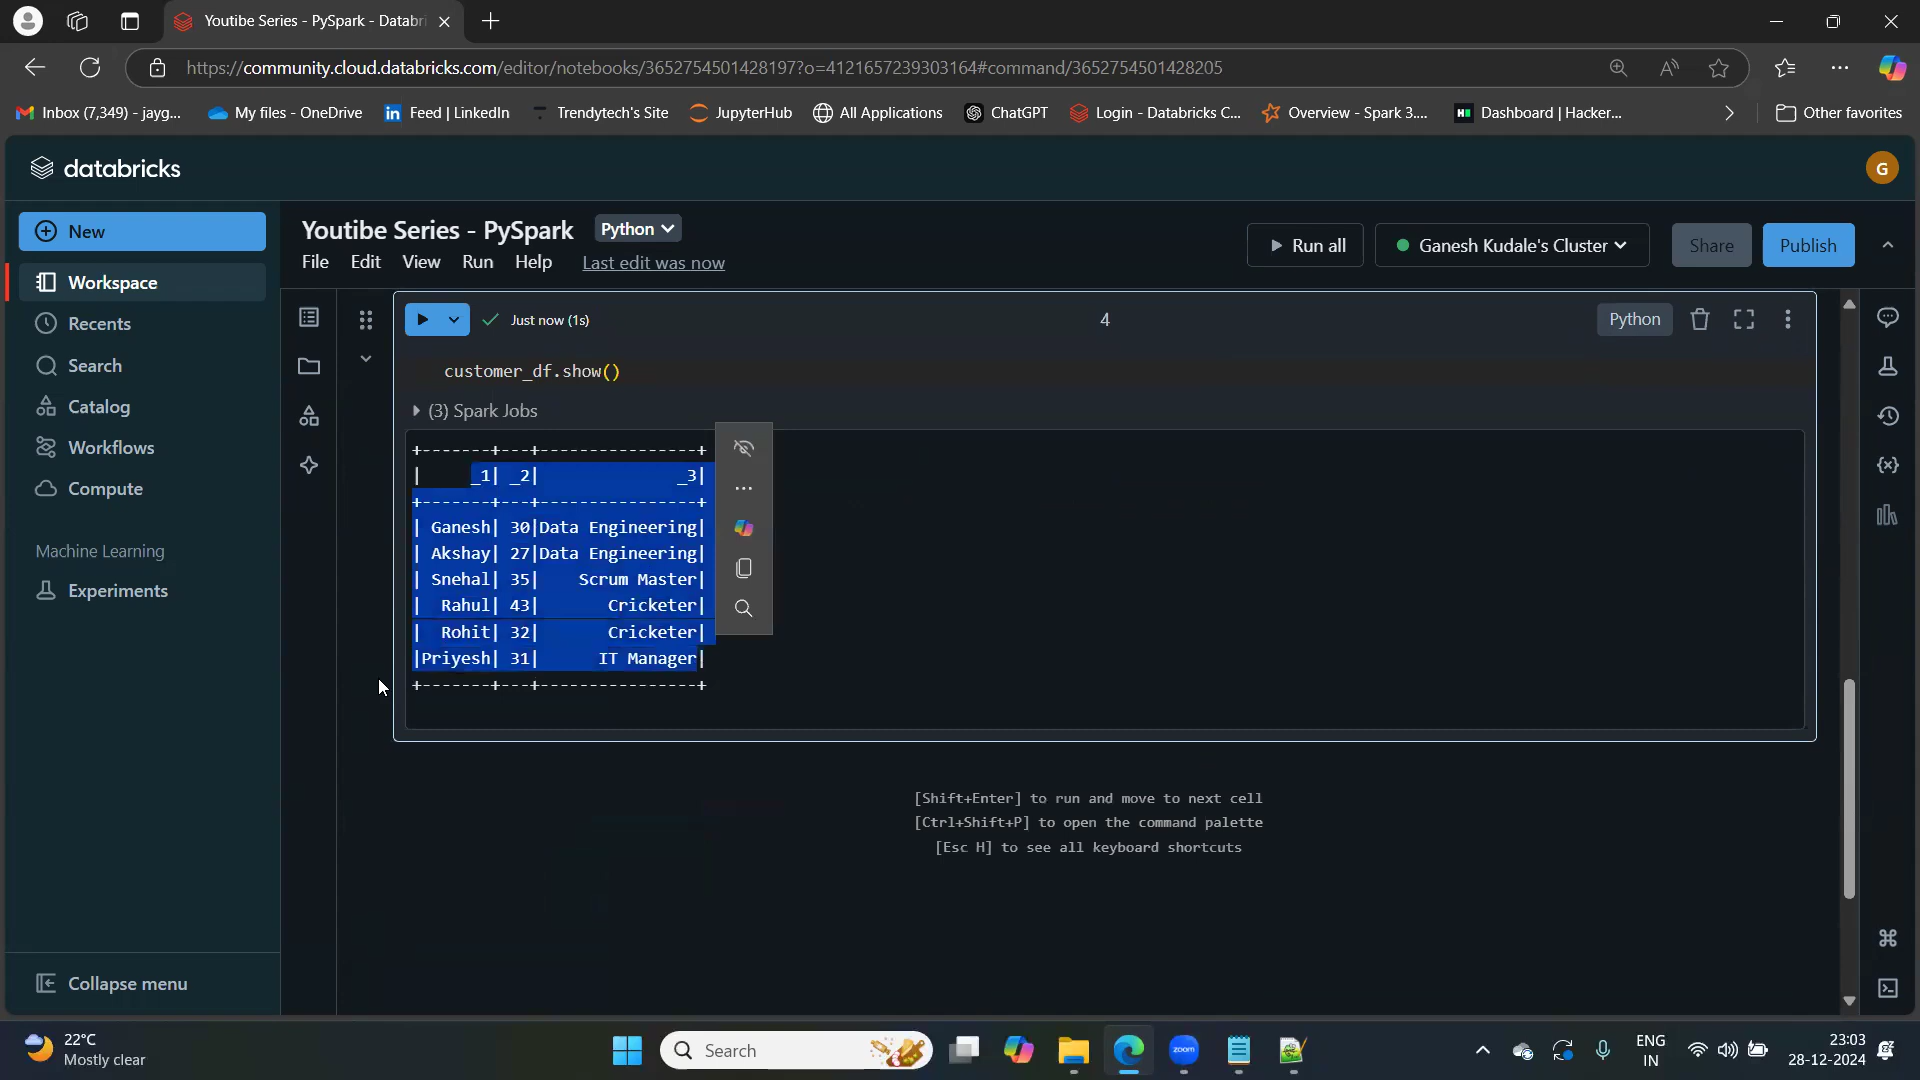 Youtibe Series - PySpark - Databri
https://community.cloud.databricks.com/editor/notebooks/3652754501428197?o=4121657239303164#command/3652754501428205
Inbox (7,349) - jayg... My files - OneDrive Feed | LinkedIn Trendytech's Site JupyterHub All Applications ChatGPT Login - Databricks C... Overview - Spark 3.... Dashboard | Hacker... Other favorites
databricks
G
New
Workspace
Recents
Search
Catalog
Workflows
Compute
Machine Learning
Experiments
Collapse menu
Youtibe Series - PySpark Python
File Edit View Run Help Last edit was now
Run all Ganesh Kudale's Cluster Share Publish
Just now (1s) 4 Python
customer_df.show()
(3) Spark Jobs
+-------+---+----------------+
|     _1| _2|              _3|
+-------+---+----------------+
| Ganesh| 30|Data Engineering|
| Akshay| 27|Data Engineering|
| Snehal| 35|    Scrum Master|
|  Rahul| 43|       Cricketer|
|  Rohit| 32|       Cricketer|
|Priyesh| 31|      IT Manager|
+-------+---+----------------+
[Shift+Enter] to run and move to next cell
[Ctrl+Shift+P] to open the command palette
[Esc H] to see all keyboard shortcuts
22°C
Mostly clear
Search
zoom
ENG
IN
23:03
28-12-2024